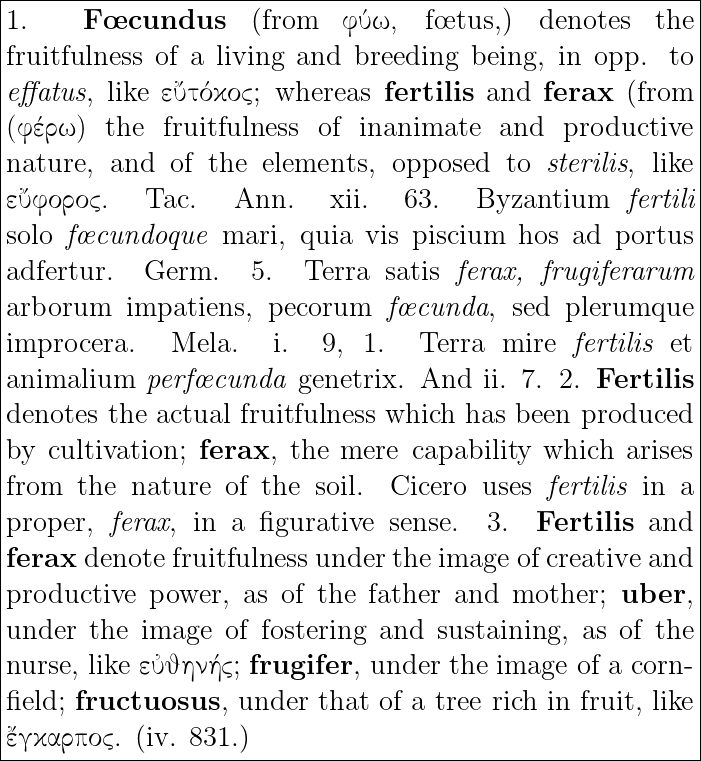 1. Fœcundus (from φύω, fœtus,) denotes the
fruitfulness of a living and breeding being, in opp. to
effatus, like εὔτόκος; whereas fertilis and ferax (from
(φέρω) the fruitfulness of inanimate and productive
nature, and of the elements, opposed to sterilis, like
εὔφορος. Tac. Ann. xii. 63. Byzantium fertili
solo fœcundoque mari, quia vis piscium hos ad portus
adfertur. Germ. 5. Terra satis ferax, frugiferarum
arborum impatiens, pecorum fœcunda, sed plerumque
improcera. Mela. i. 9, 1. Terra mire fertilis et
animalium perfœcunda genetrix. And ii. 7. 2. Fertilis
denotes the actual fruitfulness which has been produced
by cultivation; ferax, the mere capability which arises
from the nature of the soil. Cicero uses fertilis in a
proper, ferax, in a figurative sense. 3. Fertilis and
ferax denote fruitfulness under the image of creative and
productive power, as of the father and mother; uber,
under the image of fostering and sustaining, as of the
nurse, like εὐθηνής; frugifer, under the image of a corn-
field; fructuosus, under that of a tree rich in fruit, like
ἔγκαρπος. (iv. 831.)